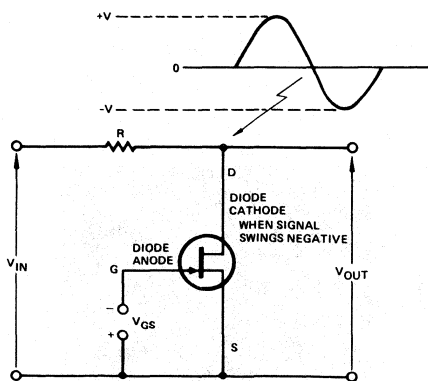 +V
0
-V
R
D
DIODE
CATHODE
WHEN SIGNAL
SWINGS NEGATIVE
DIODE
ANODE
G
VIN
VOUT
-
VGS
+
S